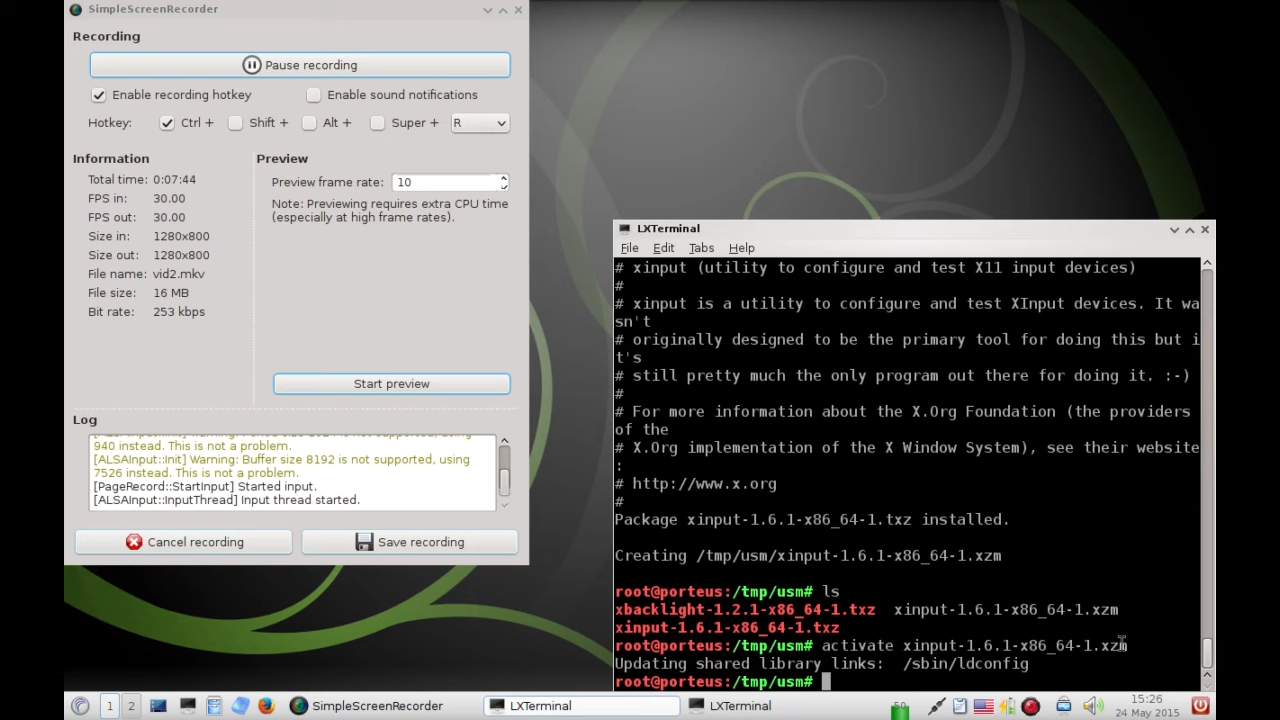 SimpleScreenRecorder
Recording
Pause recording
Enable recording hotkey
Enable sound notifications
Hotkey:
Ctrl +
Shift +
Alt +
Super +
R
Information
Total time: 0:07:44
FPS in: 30.00
FPS out: 30.00
Size in: 1280x800
Size out: 1280x800
File name: vid2.mkv
File size: 16 MB
Bit rate: 253 kbps
Preview
Preview frame rate: 10
Note: Previewing requires extra CPU time
(especially at high frame rates).
Start preview
Log
940 instead. This is not a problem.
[ALSAInput::Init] Warning: Buffer size 8192 is not supported, using
7526 instead. This is not a problem.
[PageRecord::StartInput] Started input.
[ALSAInput::InputThread] Input thread started.
Cancel recording
Save recording
LXTerminal
File Edit Tabs Help
# xinput (utility to configure and test X11 input devices)
#
# xinput is a utility to configure and test XInput devices. It wa
sn't
# originally designed to be the primary tool for doing this but i
t's
# still pretty much the only program out there for doing it. :-)
#
# For more information about the X.Org Foundation (the providers
of the
# X.Org implementation of the X Window System), see their website
:
# http://www.x.org
#
Package xinput-1.6.1-x86_64-1.txz installed.
Creating /tmp/usm/xinput-1.6.1-x86_64-1.xzm
root@porteus:/tmp/usm# ls
xbacklight-1.2.1-x86_64-1.txz xinput-1.6.1-x86_64-1.xzm
xinput-1.6.1-x86_64-1.txz
root@porteus:/tmp/usm# activate xinput-1.6.1-x86_64-1.xzm
Updating shared library links: /sbin/ldconfig
root@porteus:/tmp/usm#
1 2
SimpleScreenRecorder
LXTerminal
LXTerminal
50
15:26
24 May 2015